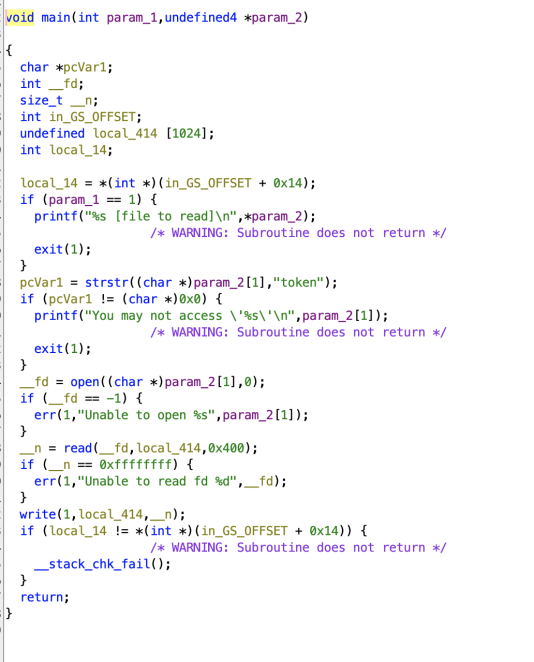 void main(int param_1,undefined4 *param_2)
{
char *pcVar1;
int __fd;
size_t __n;
int in_GS_OFFSET;
undefined local_414 [1024];
int local_14;
local_14 = *(int *)(in_GS_OFFSET + 0x14);
if (param_1 == 1) {
printf("%s [file to read]\n",*param_2);
/* WARNING: Subroutine does not return */
exit(1);
}
pcVar1 = strstr((char *)param_2[1],"token");
if (pcVar1 != (char *)0x0) {
printf("You may not access \'%s\'\n",param_2[1]);
/* WARNING: Subroutine does not return */
exit(1);
}
__fd = open((char *)param_2[1],0);
if (__fd == -1) {
err(1,"Unable to open %s",param_2[1]);
}
__n = read(__fd,local_414,0x400);
if (__n == 0xffffffff) {
err(1,"Unable to read fd %d",__fd);
}
write(1,local_414,__n);
if (local_14 != *(int *)(in_GS_OFFSET + 0x14)) {
/* WARNING: Subroutine does not return */
__stack_chk_fail();
}
return;
}